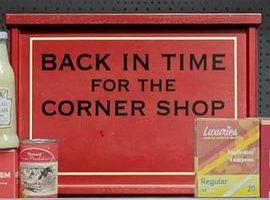 BACK IN TIME
FOR THE
CORNER SHOP
Luxuries
Regular
20